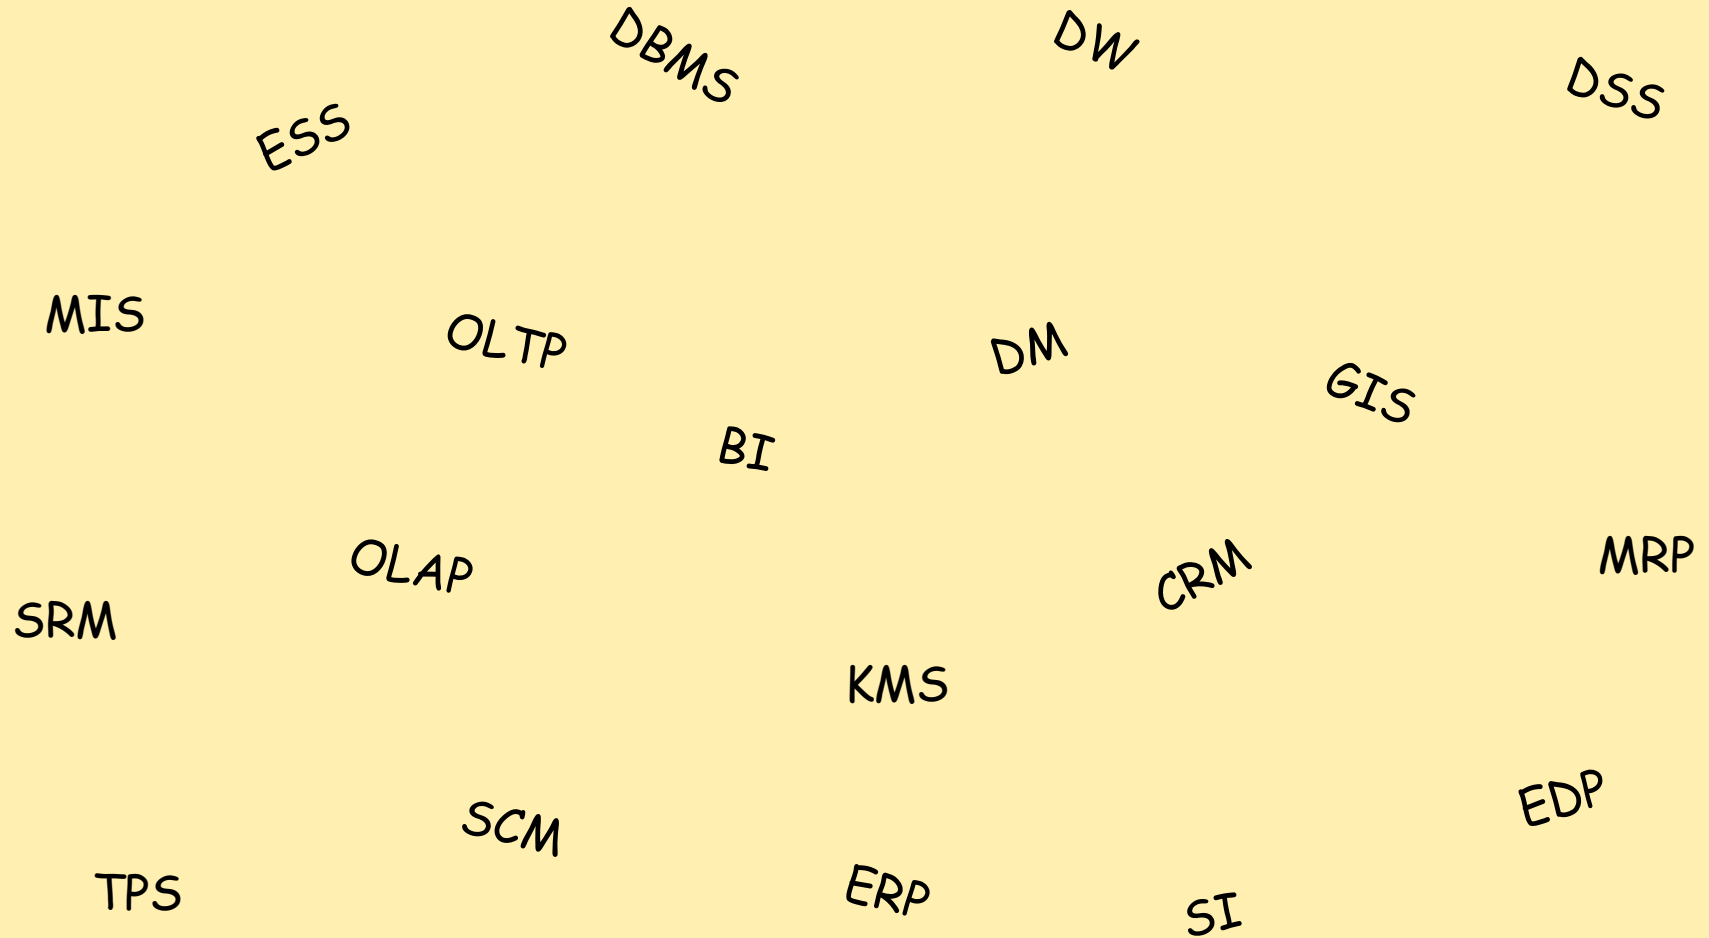 DBMS
DW
DSS
ESS
MIS
OLTP
DM
GIS
BI
OLAP
CRM
MRP
SRM
KMS
EDP
SCM
TPS
ERP
SI